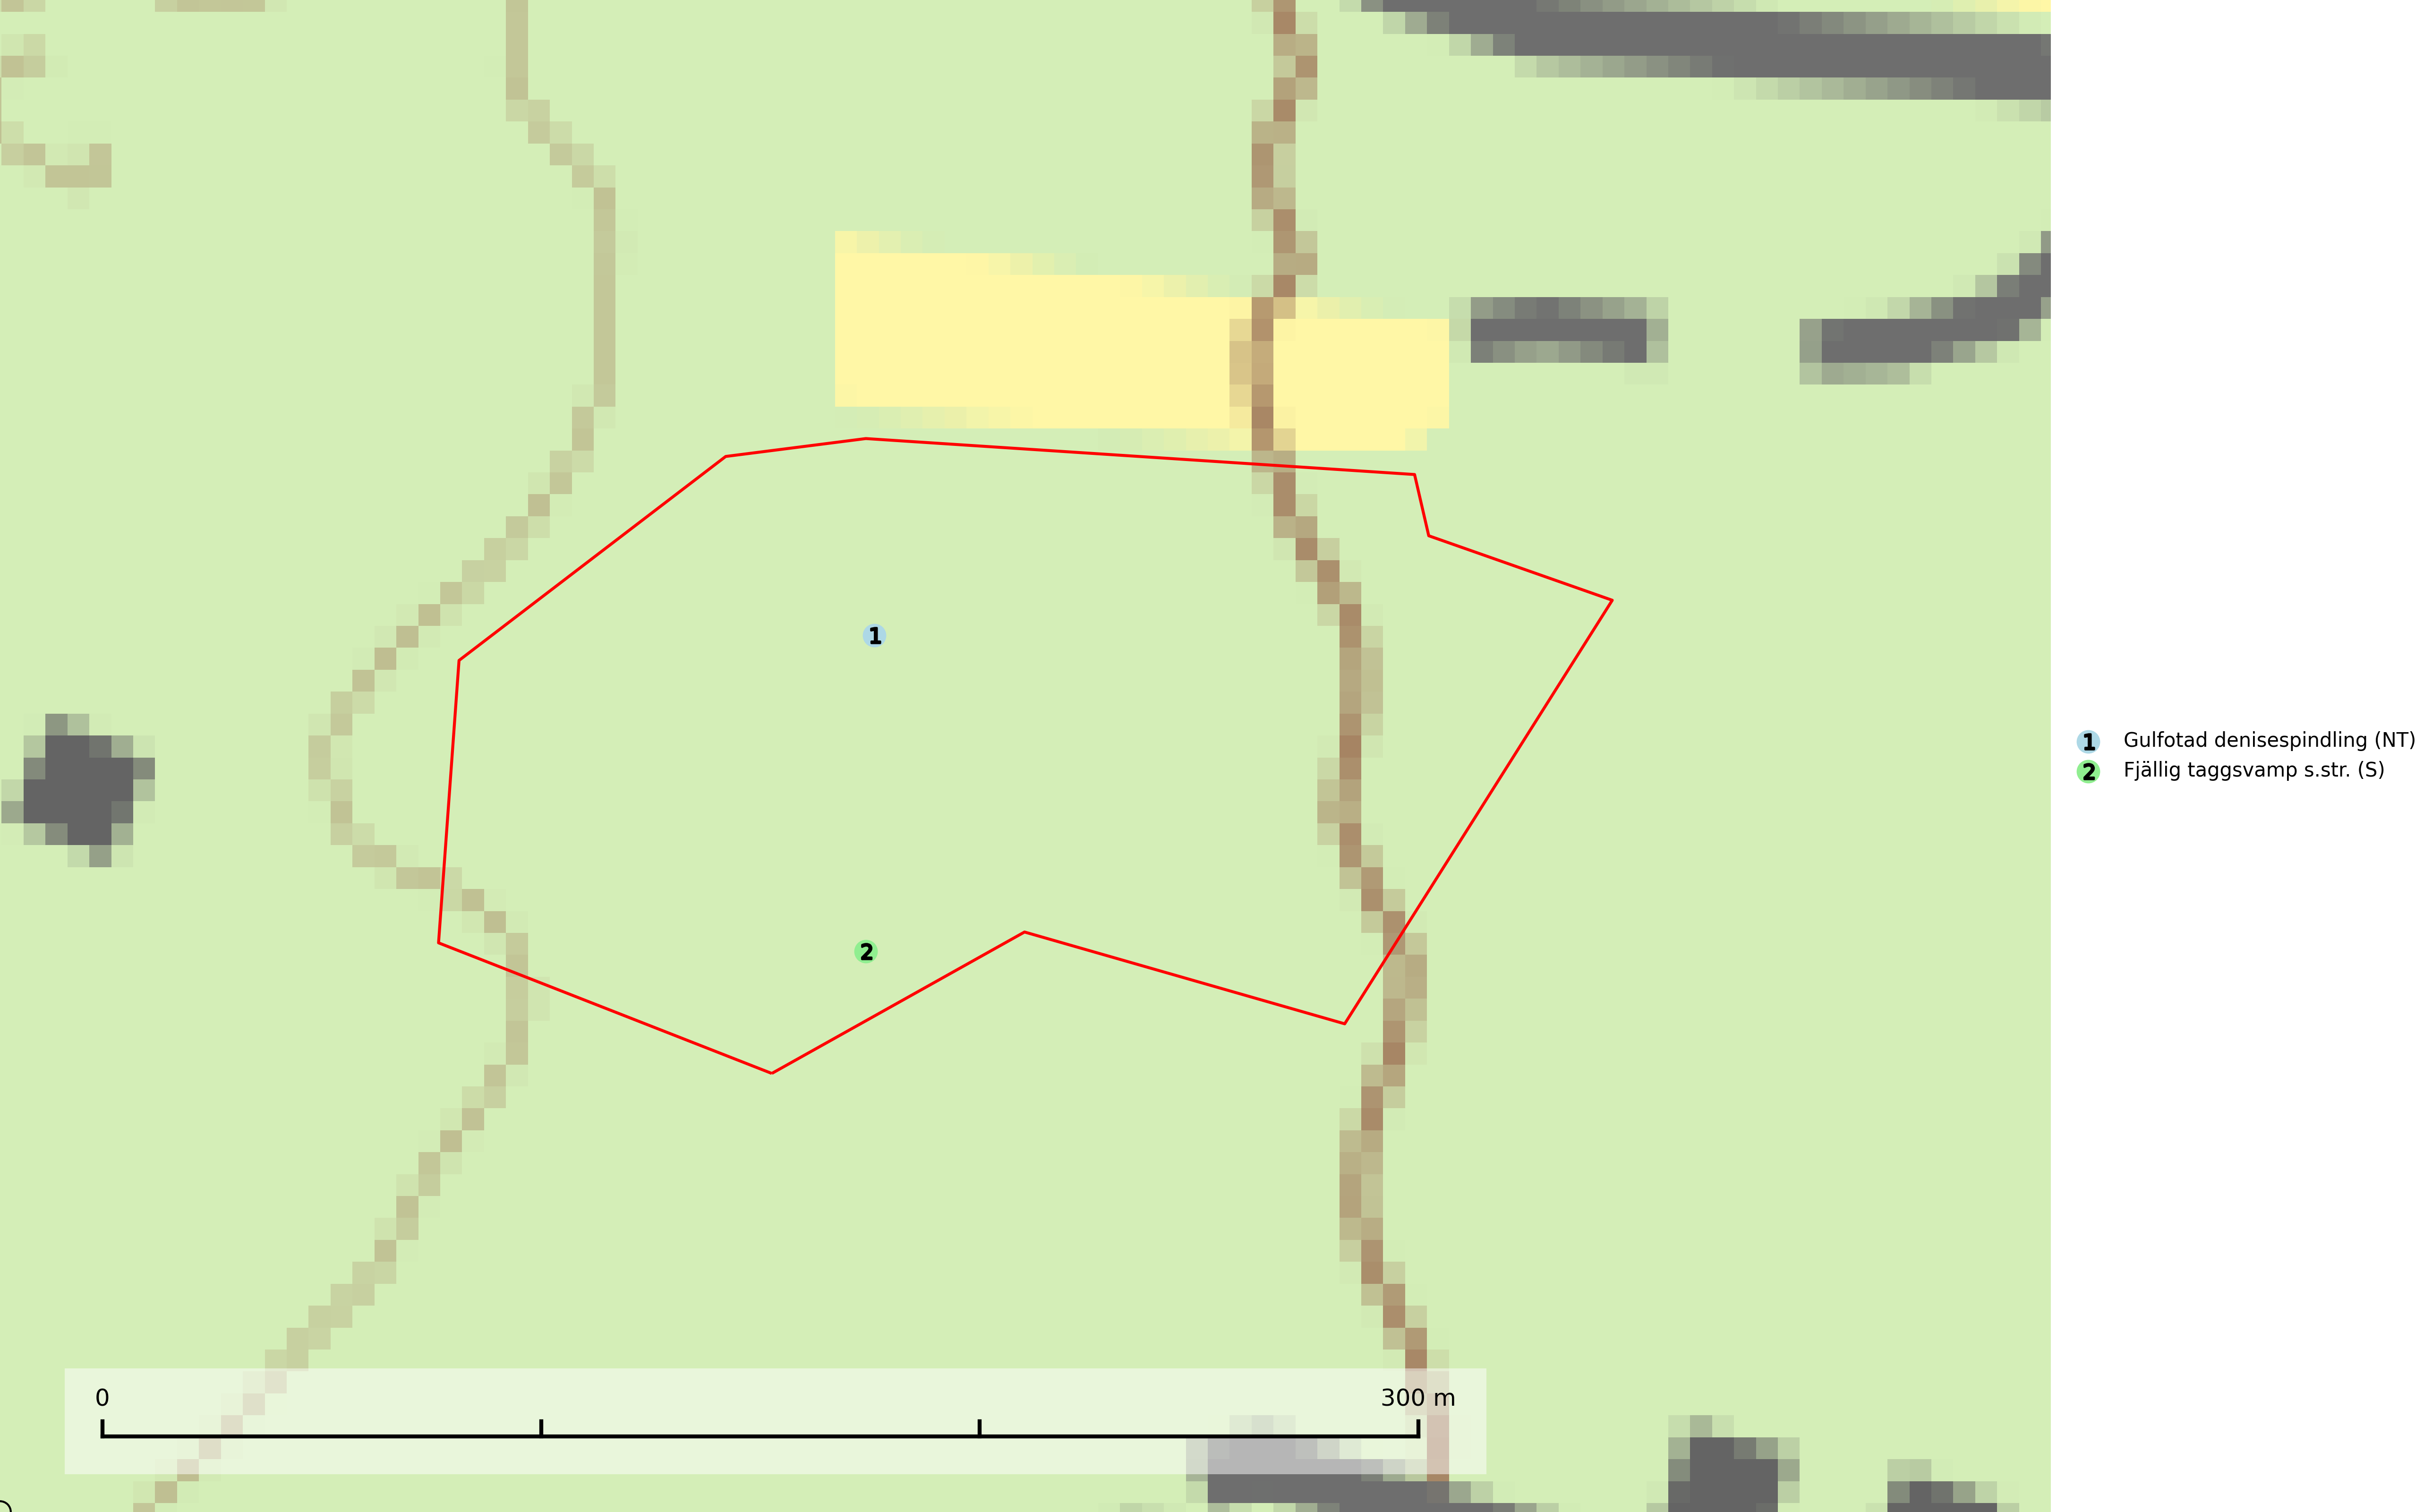 1
2
1 Gulfotad denisespindling (NT)
2 Fjällig taggsvamp s.str. (S)
0 300 m